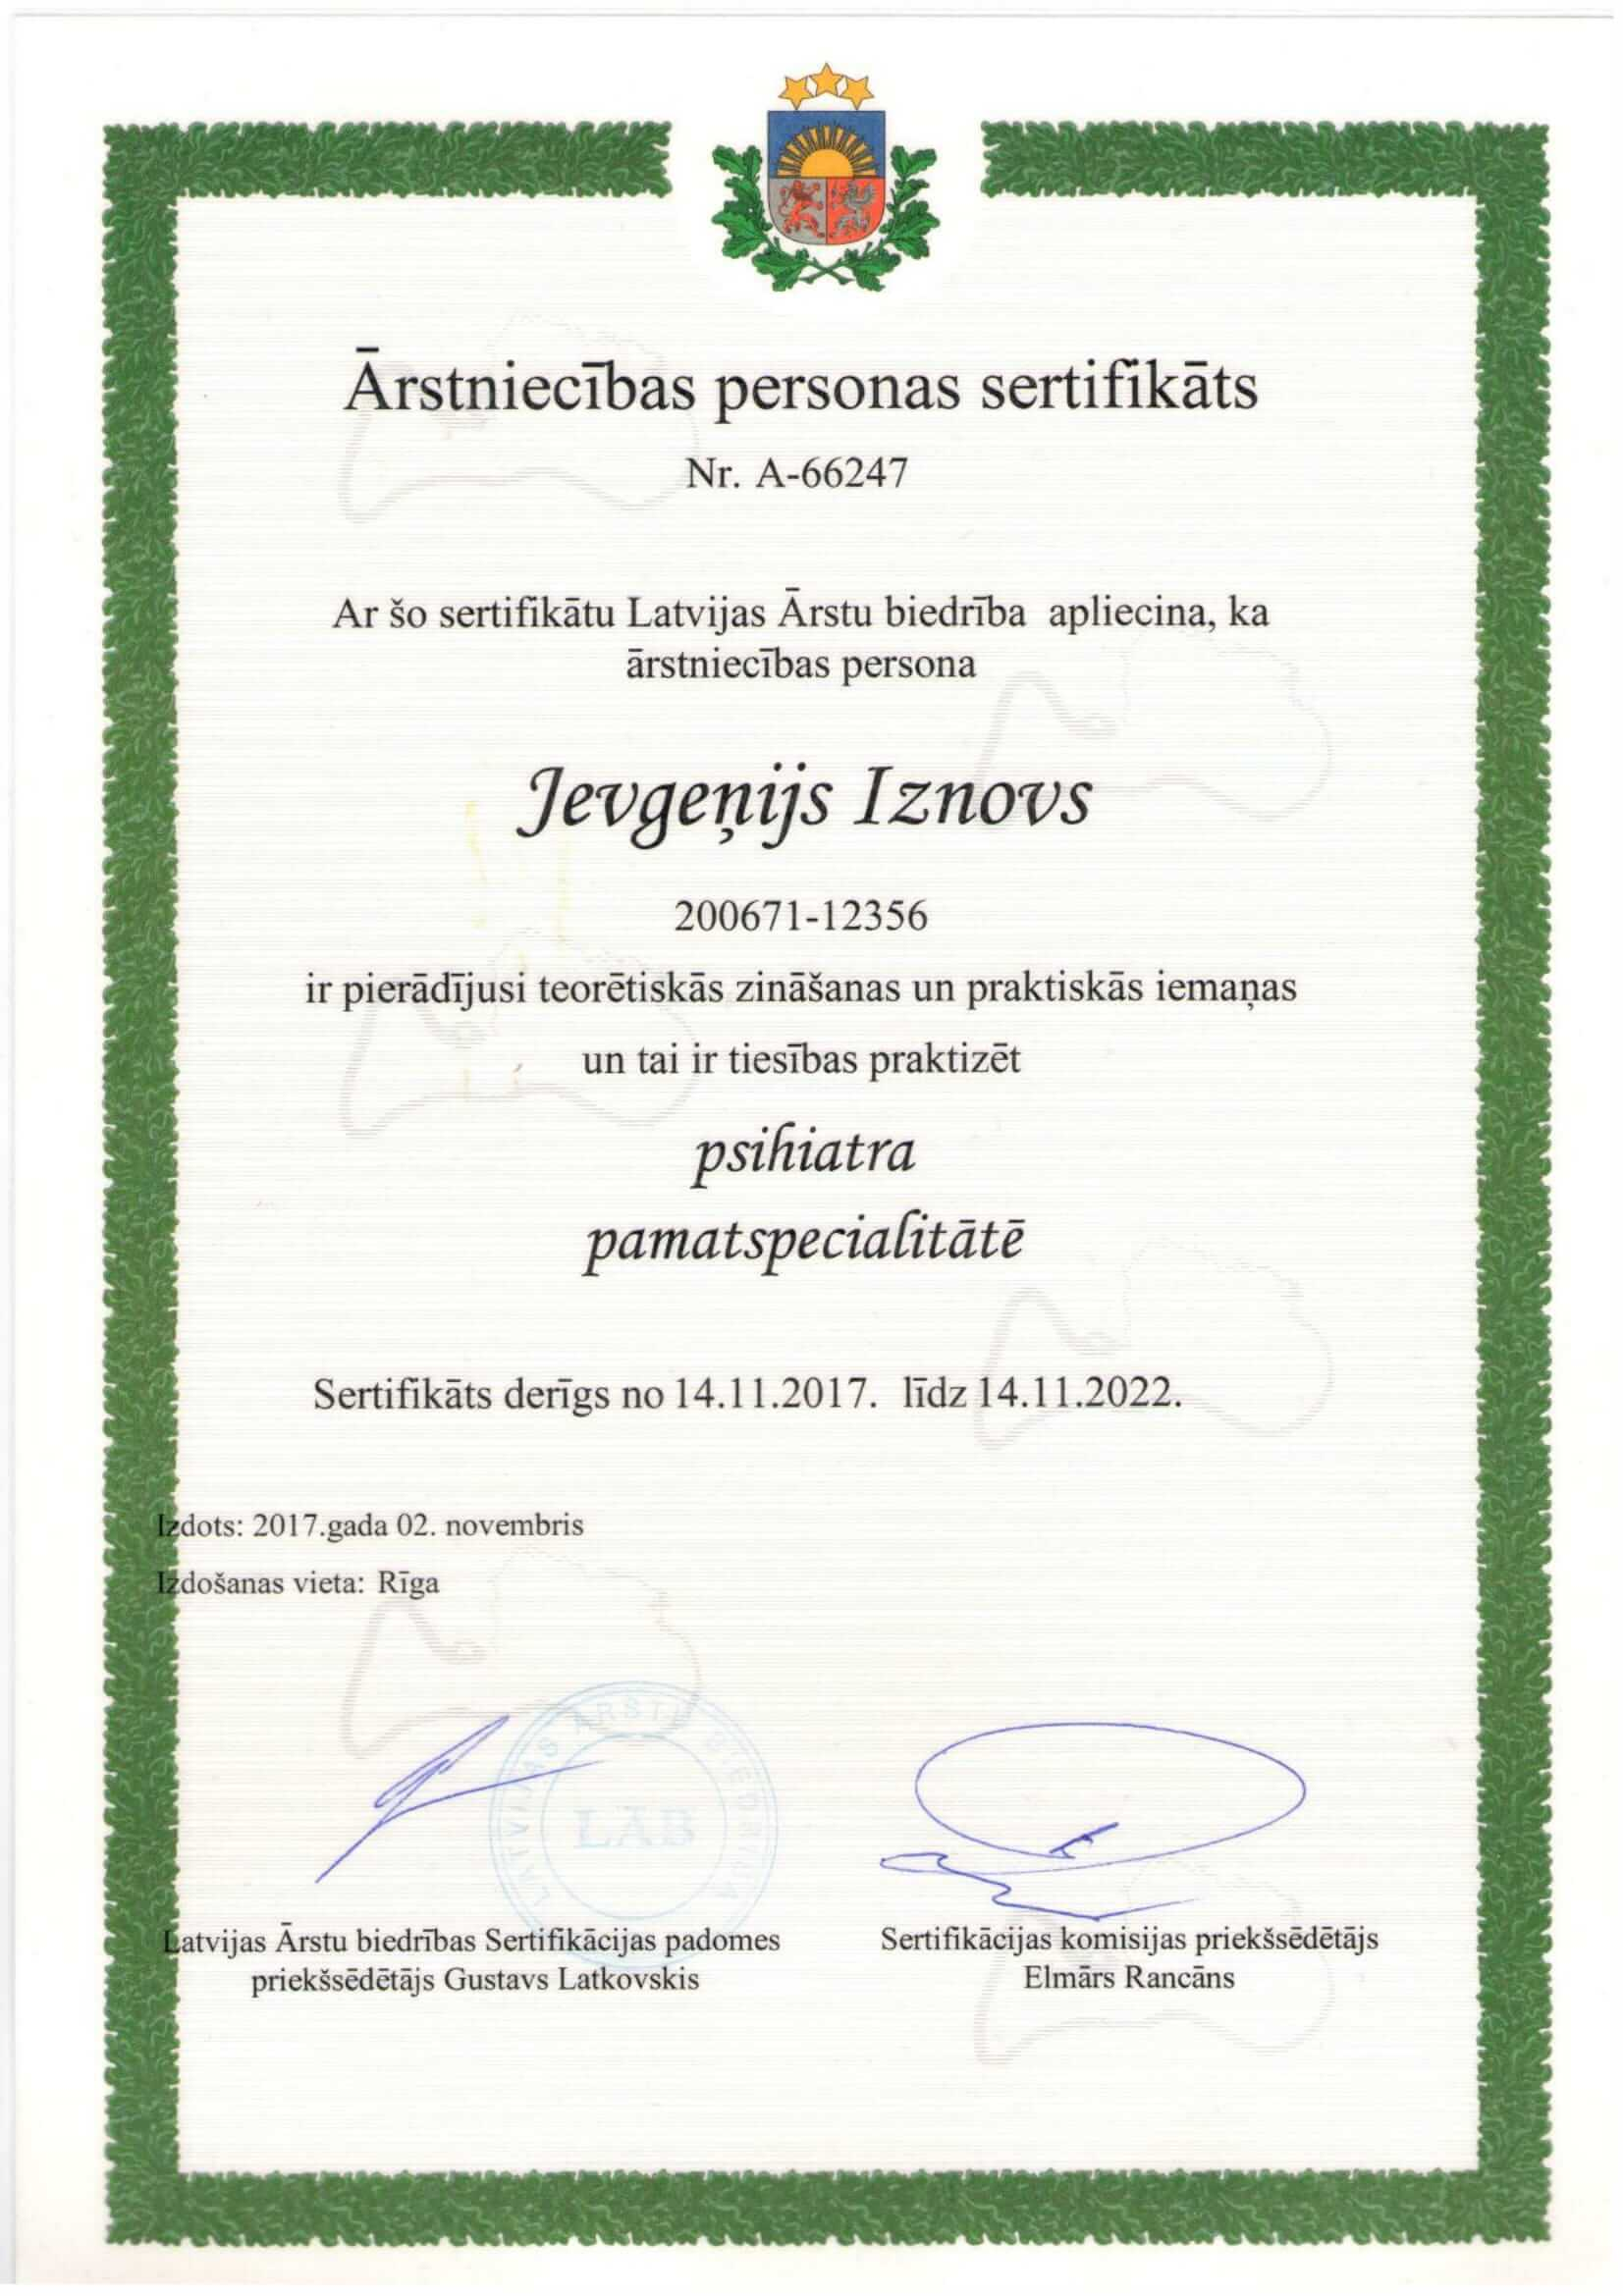 Ārstniecības personas sertifikāts
Nr. A-66247
Ar šo sertifikātu Latvijas Ārstu biedrība apliecina, ka
ārstniecības persona
Jevgeņijs Iznovs
200671-12356
ir pierādījusi teorētiskās zināšanas un praktiskās iemaņas
un tai ir tiesības praktizēt
psihiatra
pamatspecialitātē
Sertifikāts derīgs no 14.11.2017. līdz 14.11.2022.
Izdots: 2017.gada 02. novembris
Izdošanas vieta: Rīga
LATVIJAS ĀRSTU BIEDRĪBA
LĀB
Latvijas Ārstu biedrības Sertifikācijas padomes
priekšsēdētājs Gustavs Latkovskis
Sertifikācijas komisijas priekšsēdētājs
Elmārs Rancāns